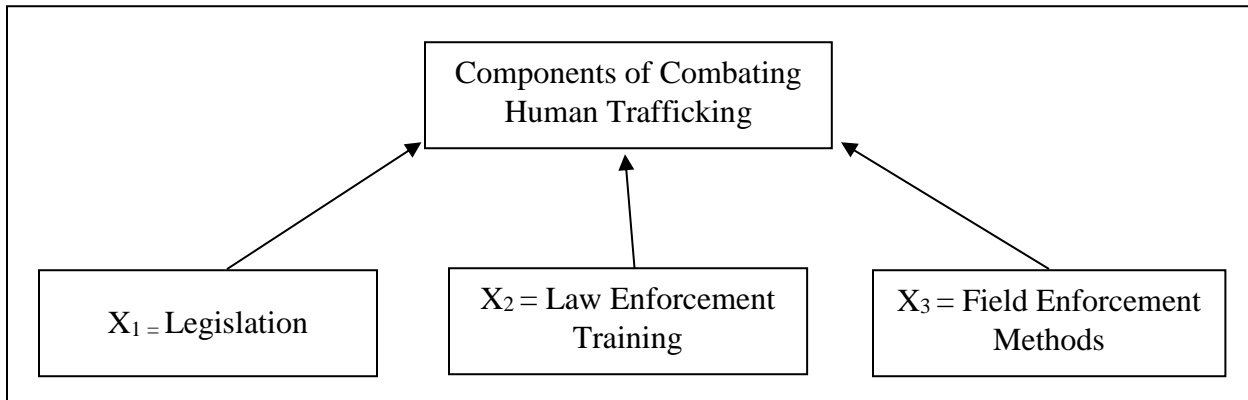 Components of Combating
Human Trafficking
X₁ = Legislation
X₂ = Law Enforcement
Training
X₃ = Field Enforcement
Methods